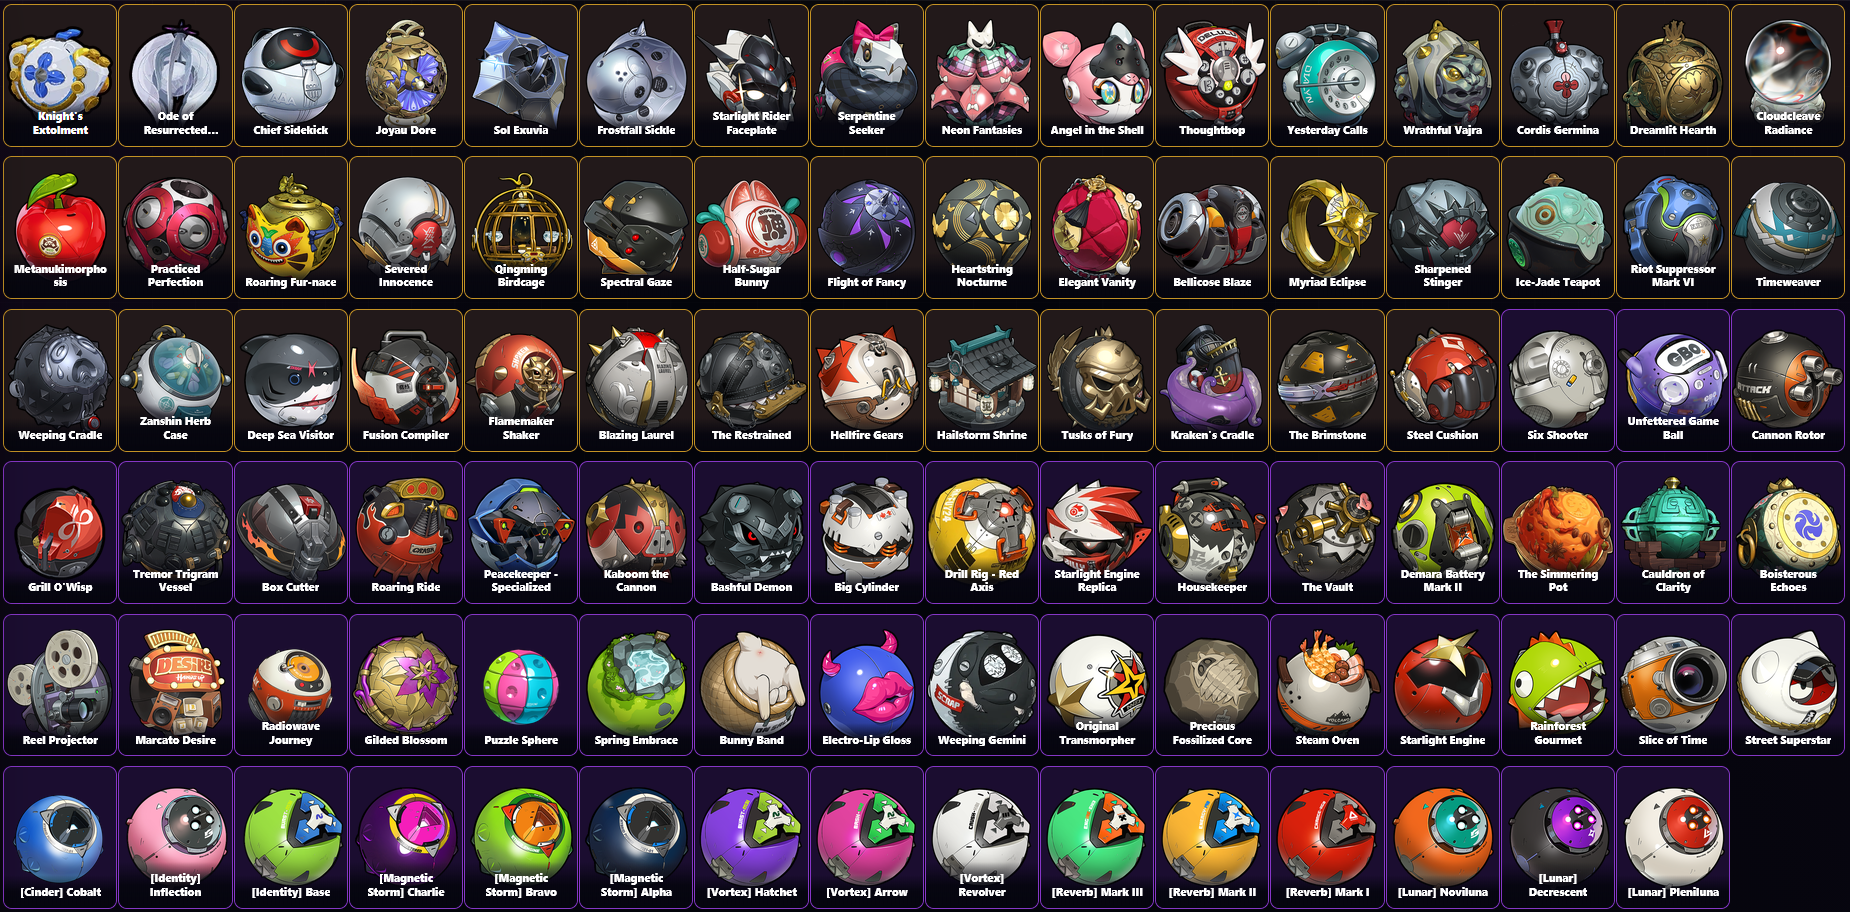 Knight's
Extolment
Ode of
Resurrected...
Chief Sidekick
Joyau Dore
Sol Exuvia
Frostfall Sickle
Starlight Rider
Faceplate
Serpentine
Seeker
Neon Fantasies
Angel in the Shell
DELULU
Thoughtbop
Yesterday Calls
Wrathful Vajra
Cordis Germina
Dreamlit Hearth
Cloudcleave
Radiance
Metanukimorpho
sis
Practiced
Perfection
Roaring Fur-nace
Severed
Innocence
Qingming
Birdcage
Spectral Gaze
Half-Sugar
Bunny
Flight of Fancy
Heartstring
Nocturne
Elegant Vanity
Bellicose Blaze
Myriad Eclipse
Sharpened
Stinger
Ice-Jade Teapot
Riot Suppressor
Mark VI
Timeweaver
Weeping Cradle
Zanshin Herb
Case
Deep Sea Visitor
Fusion Compiler
Flamemaker
Shaker
BLAZING
LAUREL
Blazing Laurel
The Restrained
Hellfire Gears
Hailstorm Shrine
Tusks of Fury
Kraken's Cradle
The Brimstone
Steel Cushion
Six Shooter
GBO
Unfettered Game
Ball
ATTACK
Cannon Rotor
Grill O'Wisp
Tremor Trigram
Vessel
Box Cutter
CRASH
Roaring Ride
Peacekeeper -
Specialized
Kaboom the
Cannon
Bashful Demon
Big Cylinder
Drill Rig - Red
Axis
Starlight Engine
Replica
Housekeeper
The Vault
Demara Battery
Mark II
The Simmering
Pot
Cauldron of
Clarity
Boisterous
Echoes
Reel Projector
DESIRE
Marcato Desire
Radiowave
Journey
Gilded Blossom
Puzzle Sphere
Spring Embrace
Bunny Band
Electro-Lip Gloss
SCRAP
Weeping Gemini
Original
Transmorpher
Precious
Fossilized Core
VOLCANO
Steam Oven
Starlight Engine
Rainforest
Gourmet
Slice of Time
Street Superstar
[Cinder] Cobalt
[Identity]
Inflection
[Identity] Base
[Magnetic
Storm] Charlie
[Magnetic
Storm] Bravo
[Magnetic
Storm] Alpha
[Vortex] Hatchet
[Vortex] Arrow
[Vortex]
Revolver
[Reverb] Mark III
[Reverb] Mark II
[Reverb] Mark I
[Lunar] Noviluna
[Lunar]
Decrescent
[Lunar] Pleniluna